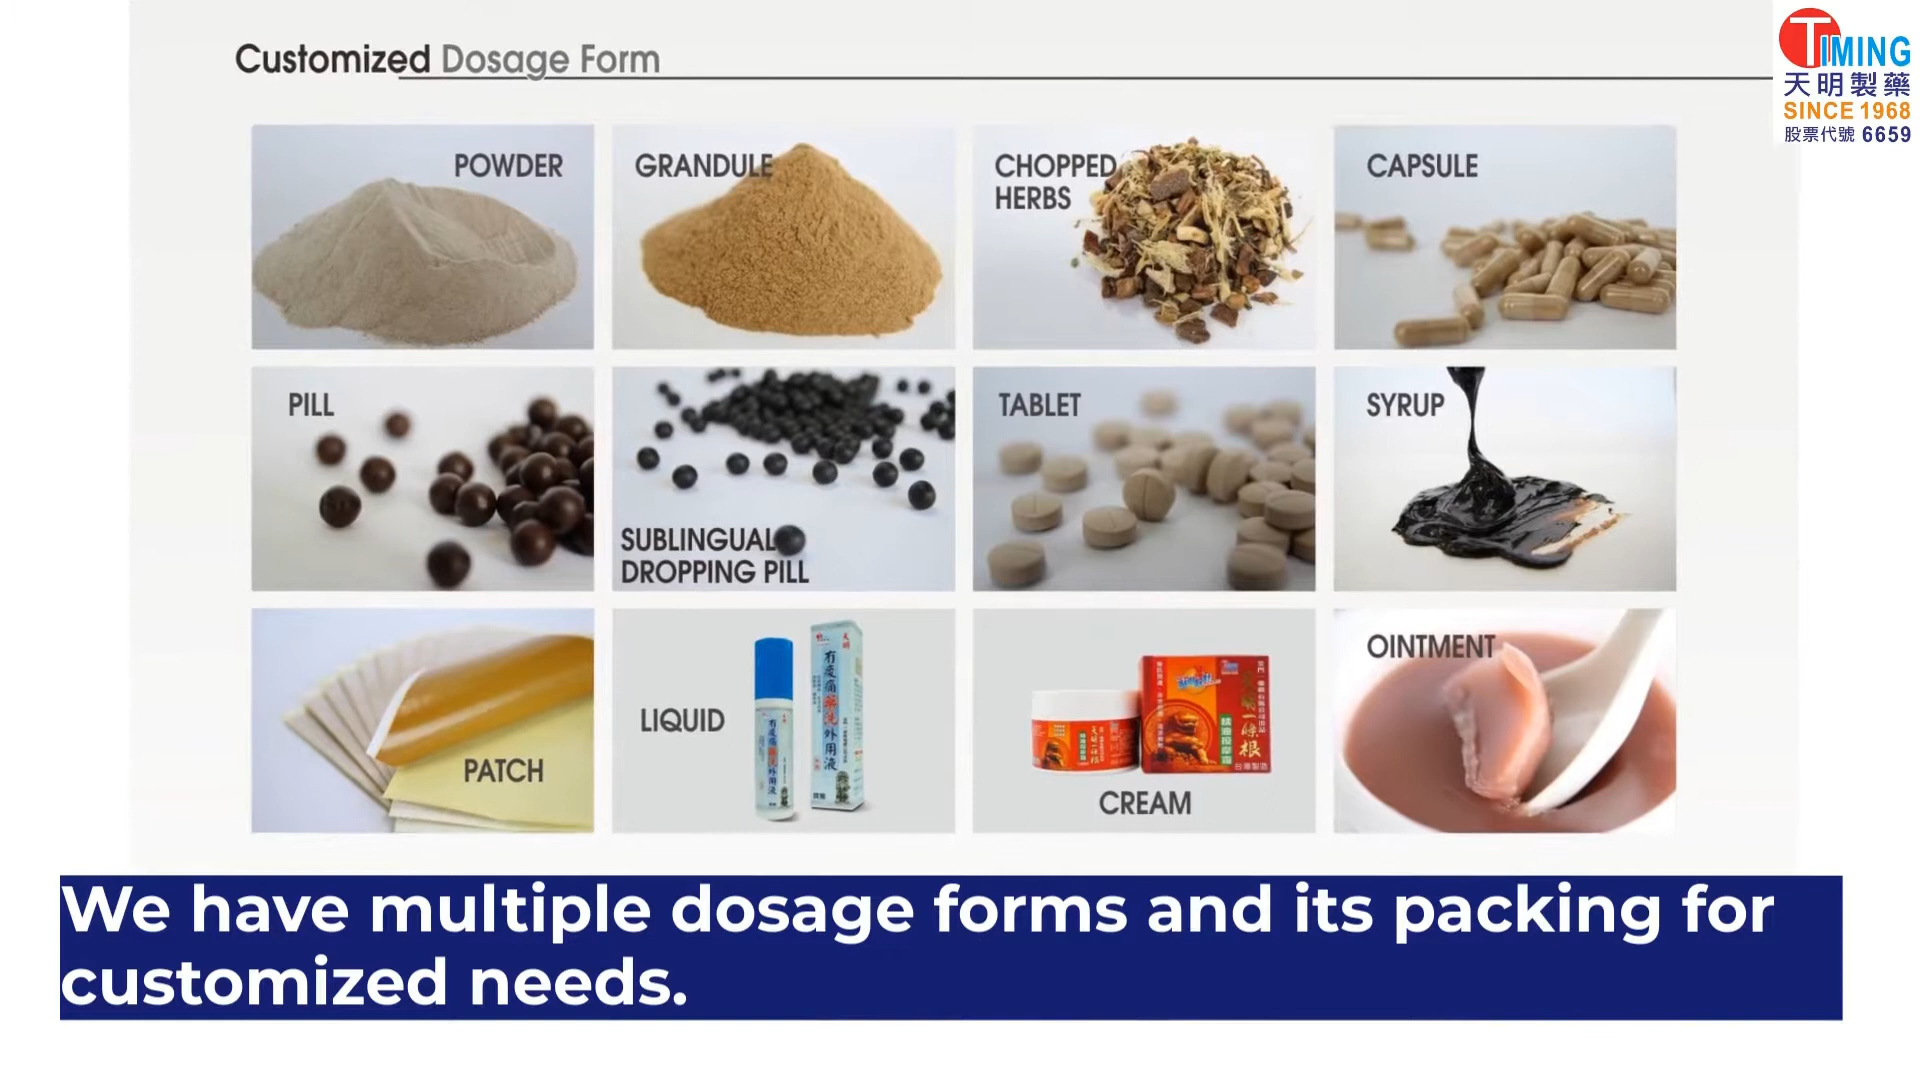 Customized Dosage Form
TIMING
天明製藥
SINCE 1968
股票代號 6659
POWDER
GRANDULE
CHOPPED
HERBS
CAPSULE
PILL
SUBLINGUAL
DROPPING PILL
TABLET
SYRUP
PATCH
LIQUID
CREAM
OINTMENT
We have multiple dosage forms and its packing for
customized needs.